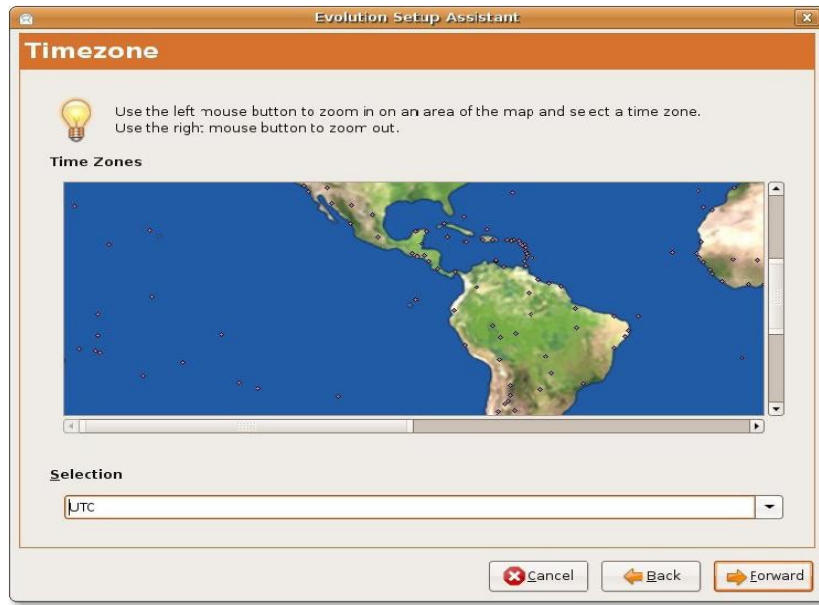 Evolution Setup Assistant
Timezone
Use the left mouse button to zoom in on an area of the map and select a time zone.
Use the right mouse button to zoom out.
Time Zones
Selection
UTC
Cancel
Back
Forward